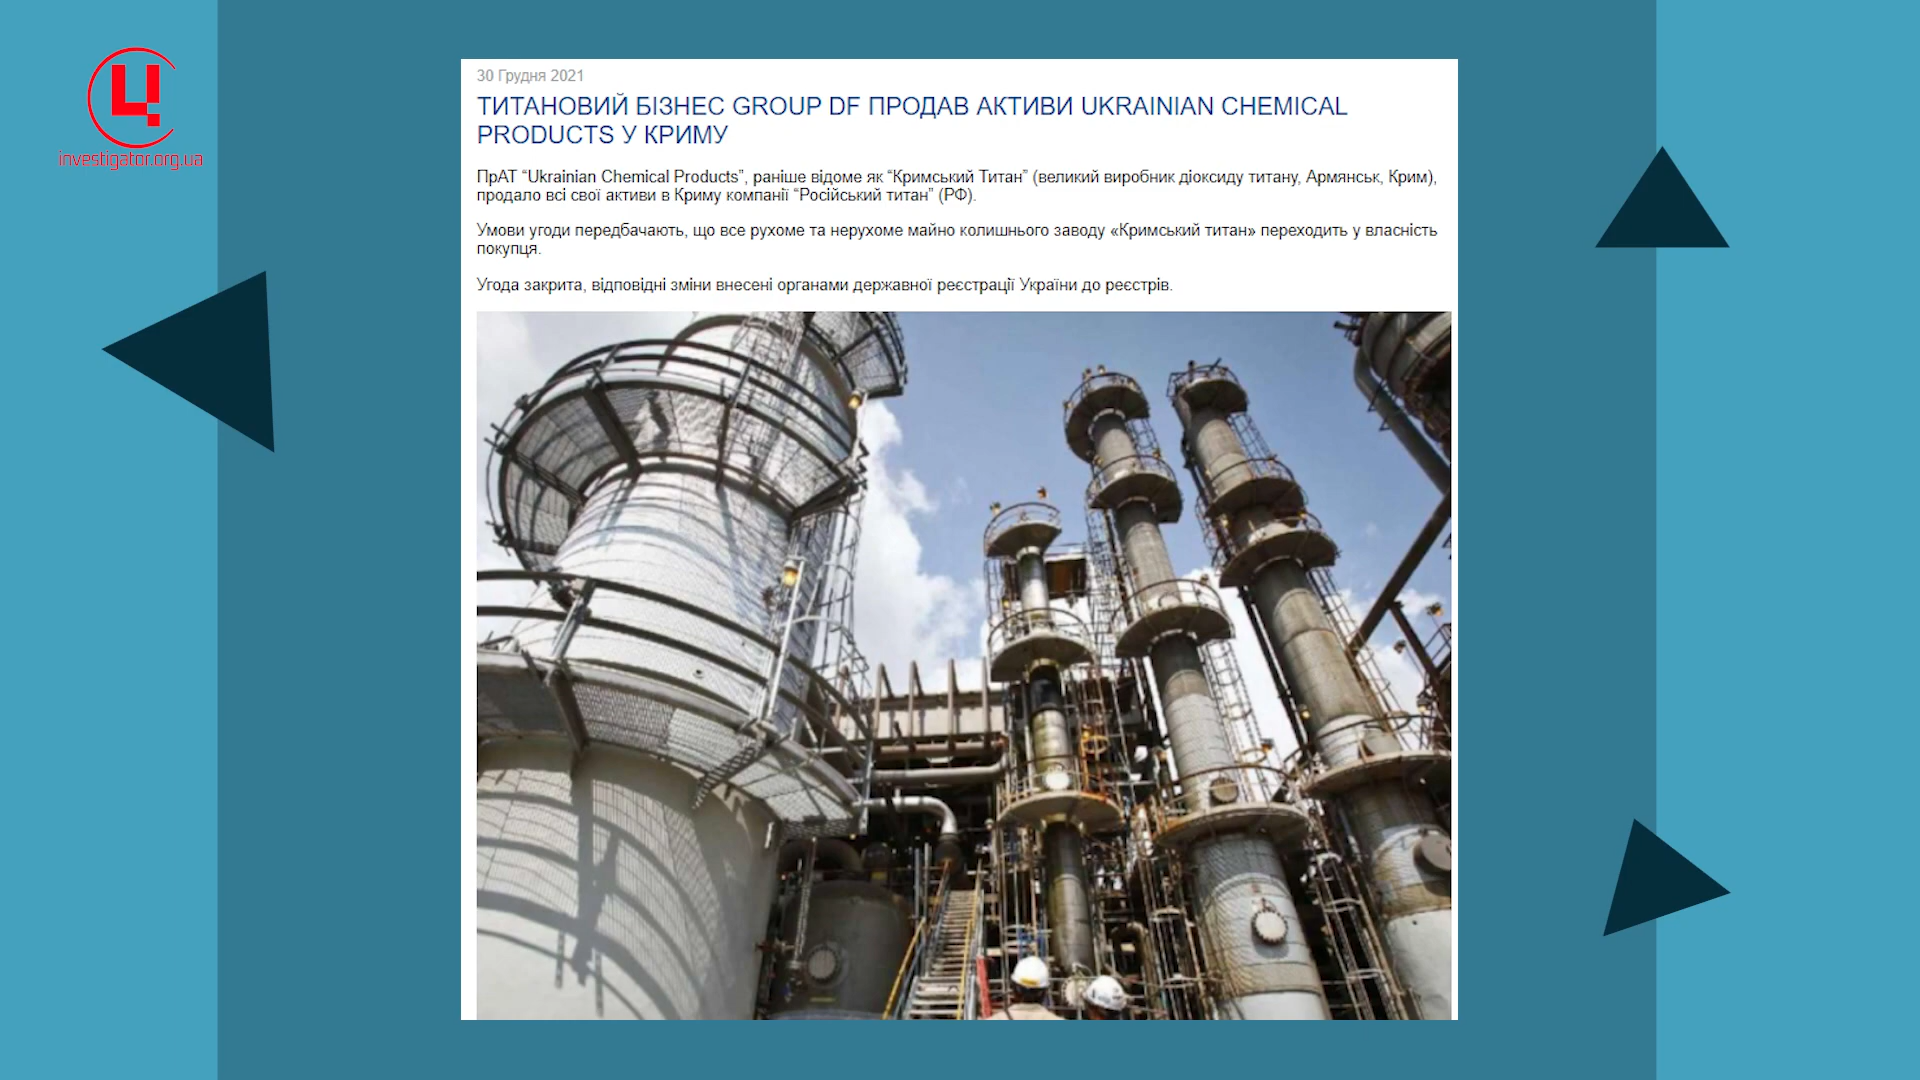 Ц
investigator.org.ua
30 Грудня 2021
ТИТАНОВИЙ БІЗНЕС GROUP DF ПРОДАВ АКТИВИ UKRAINIAN CHEMICAL
PRODUCTS У КРИМУ
ПрАТ “Ukrainian Chemical Products”, раніше відоме як “Кримський Титан” (великий виробник діоксиду титану, Армянськ, Крим),
продало всі свої активи в Криму компанії “Російський титан” (РФ).
Умови угоди передбачають, що все рухоме та нерухоме майно колишнього заводу «Кримський титан» переходить у власність
покупця.
Угода закрита, відповідні зміни внесені органами державної реєстрації України до реєстрів.